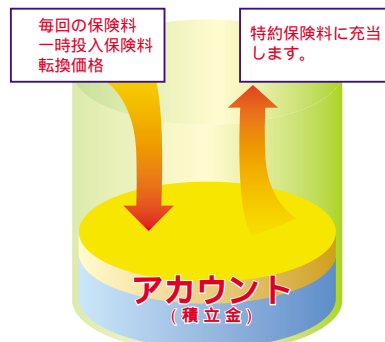 毎回の保険料
一時投入保険料
転換価格
特約保険料に充当
します。
アカウント
(積立金)